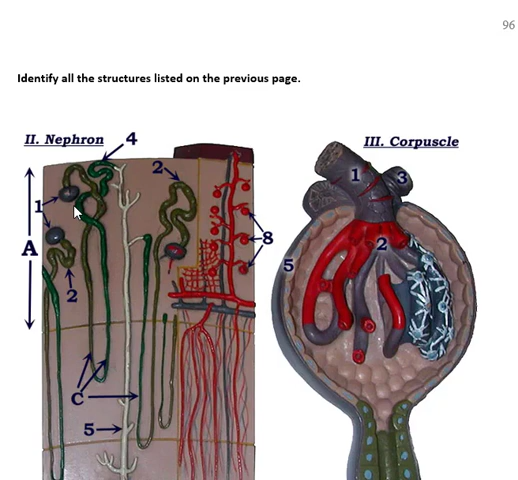 96
Identify all the structures listed on the previous page.
II. Nephron
III. Corpuscle
4
2
1
3
1
A
8
2
5
2
C
5